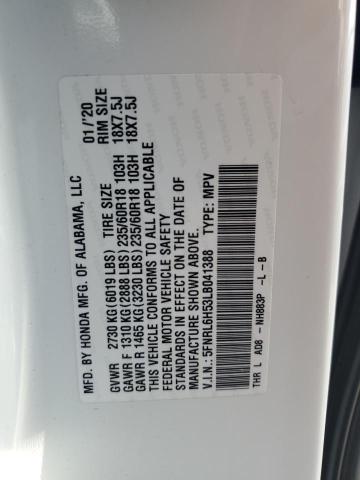 MFD. BY HONDA MFG. OF ALABAMA, LLC 01/'20
GVWR 2730 KG(6019 LBS) TIRE SIZE RIM SIZE
GAWR F 1310 KG(2888 LBS) 235/60R18 103H 18X7.5J
GAWR R 1465 KG(3230 LBS) 235/60R18 103H 18X7.5J
THIS VEHICLE CONFORMS TO ALL APPLICABLE
FEDERAL MOTOR VEHICLE SAFETY
STANDARDS IN EFFECT ON THE DATE OF
MANUFACTURE SHOWN ABOVE.
V.I.N.: 5FNRL6H53LB041388 TYPE: MPV
THR L AD8 -NH883P -L -B